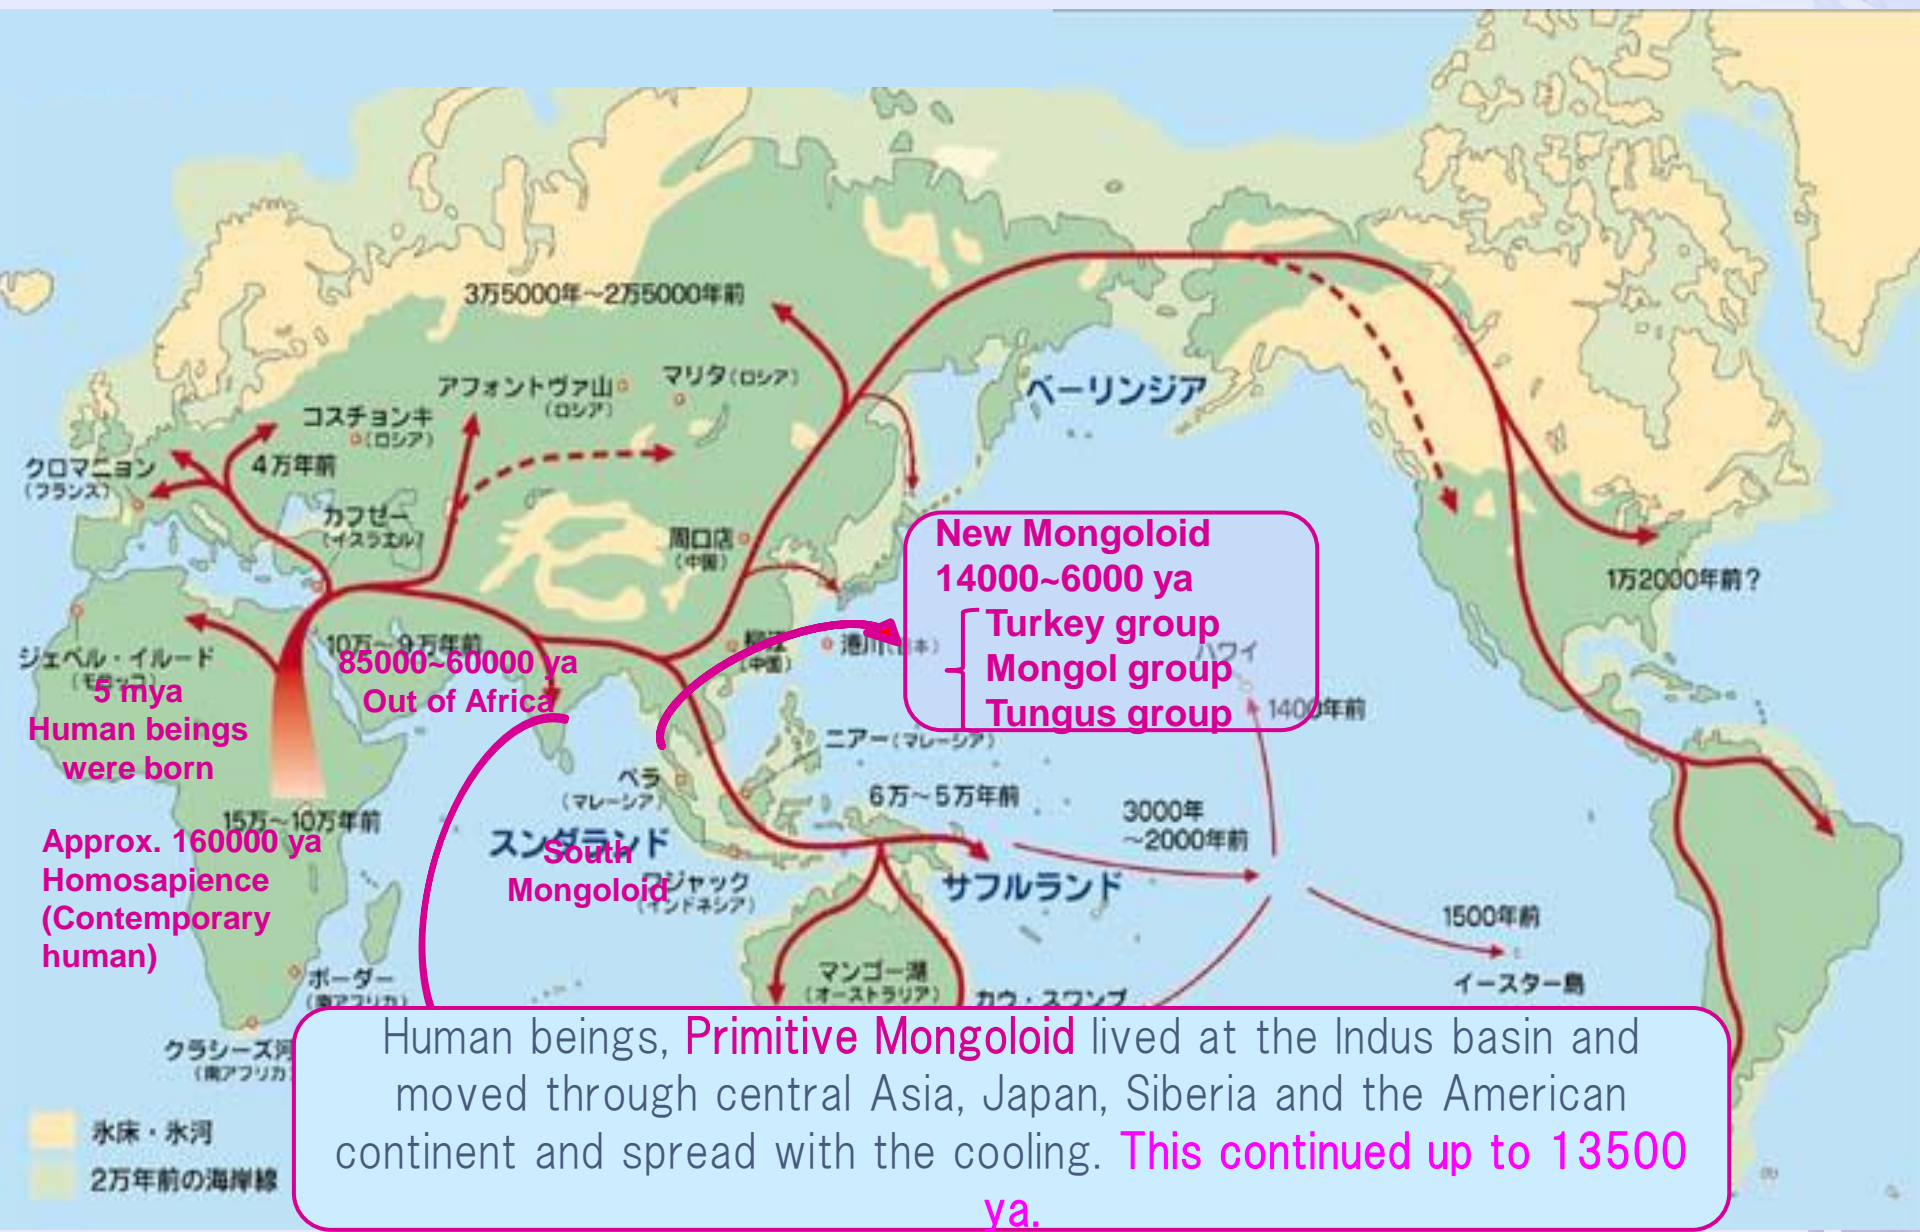 3万5000年～2万5000年前
アフォントヴァ山
（ロシア）
マリタ（ロシア）
ベーリンジア
コスチョンキ
（ロシア）
クロマニョン
（フランス）
4万年前
カフゼー
（イスラエル）
周口店
（中国）
New Mongoloid
14000~6000 ya
Turkey group
Mongol group
Tungus group
1万2000年前？
10万～9万年前
85000~60000 ya
Out of Africa
柳江
（中国）
港川（日本）
ハワイ
1400年前
ジェベル・イルード
（モロッコ）
5 mya
Human beings
were born
ニアー（マレーシア）
ペラ
（マレーシア）
6万～5万年前
3000年
～2000年前
15万～10万年前
Approx. 160000 ya
Homosapience
(Contemporary
human)
スンダランド
South
Mongoloid
ワジャック
（インドネシア）
サフルランド
1500年前
イースター島
マンゴー湖
（オーストラリア）
カウ・スワンプ
ボーダー
（南アフリカ）
クラシーズ河
（南アフリカ
Human beings, Primitive Mongoloid lived at the Indus basin and
moved through central Asia, Japan, Siberia and the American
continent and spread with the cooling. This continued up to 13500
ya.
氷床・氷河
2万年前の海岸線